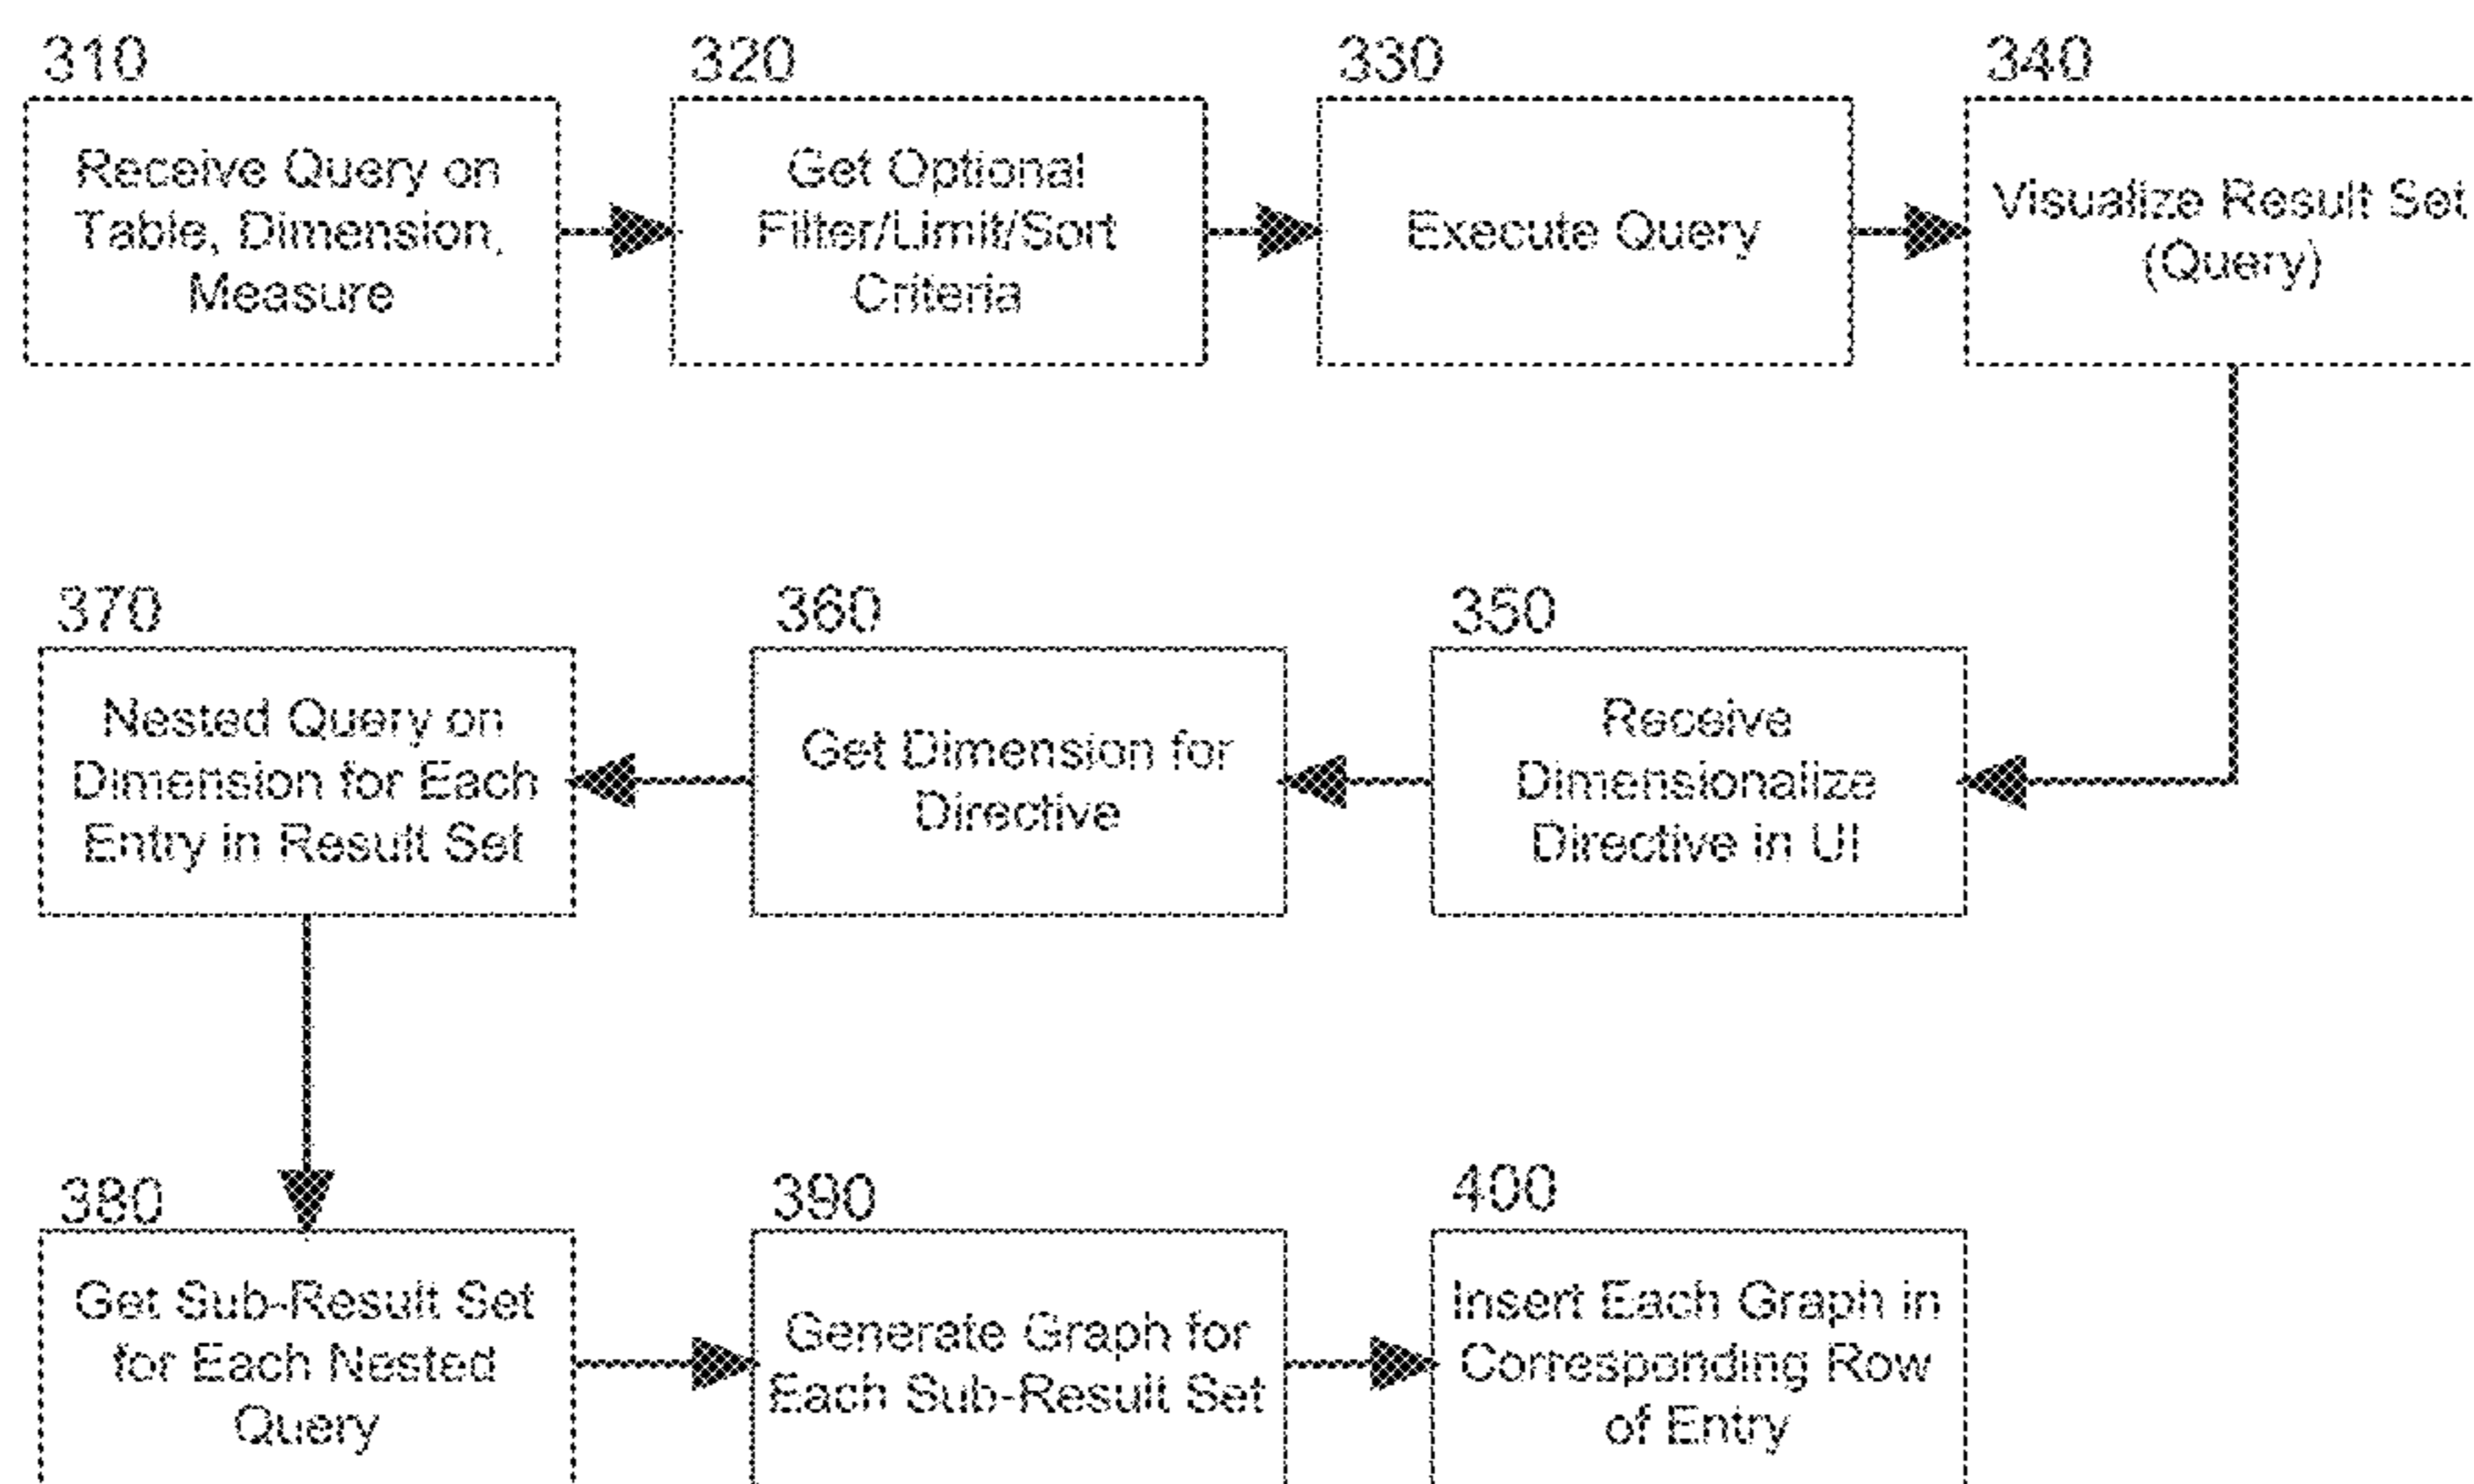 310
Receive Query on
Table, Dimension,
Measure
320
Get Optional
Filter/Limit/Sort
Criteria
330
Execute Query
340
Visualize Result Set
(Query)
350
Receive
Dimensionalize
Directive in UI
360
Get Dimension for
Directive
370
Nested Query on
Dimension for Each
Entry in Result Set
380
Get Sub-Result Set
for Each Nested
Query
390
Generate Graph for
Each Sub-Result Set
400
Insert Each Graph in
Corresponding Row
of Entry